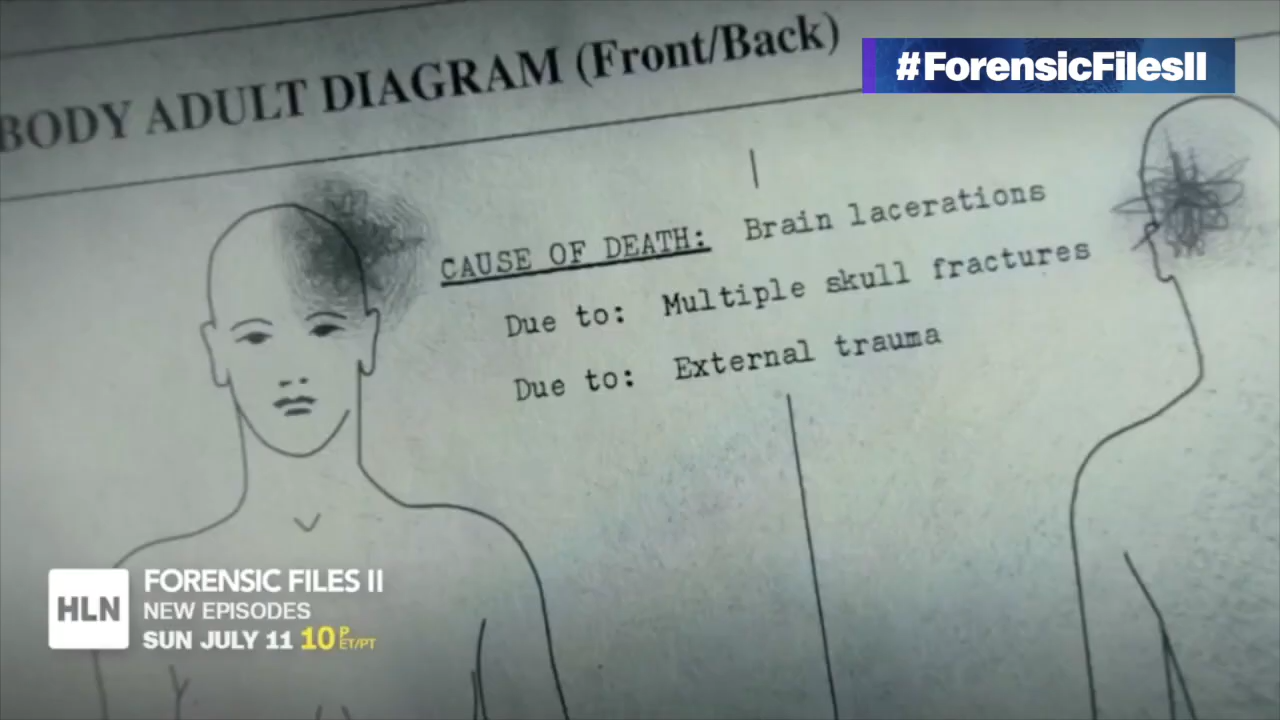 BODY ADULT DIAGRAM (Front/Back)
#ForensicFilesII
CAUSE OF DEATH: Brain lacerations
Due to: Multiple skull fractures
Due to: External trauma
HLN
FORENSIC FILES II
NEW EPISODES
SUN JULY 11 10P ET/PT